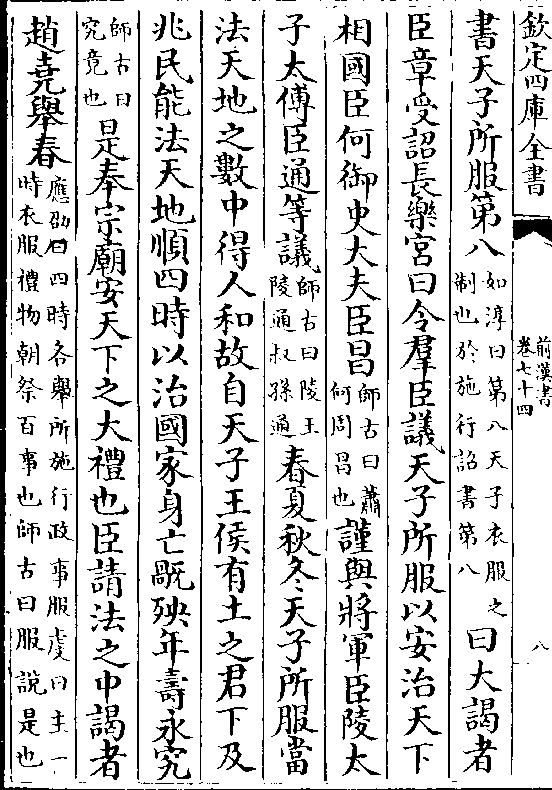 欽定四庫全書
前漢書
卷七十四
八
書天子所服第八如淳曰第八天子衣服之制也於施行詔書第八曰大謁者
臣章受詔長樂宮曰令羣臣議天子所服以安治天下
相國臣何御史大夫臣昌師古曰蕭何周昌也謹與將軍臣陵太
子太傅臣通等議師古曰陵王陵通叔孫通春夏秋冬天子所服當
法天地之數中得人和故自天子王侯有土之君下及
兆民能法天地順四時以治國家身亡旤殃年壽永究
師古曰究竟也是奉宗廟安天下之大禮也臣請法之中謁者
趙堯舉春應劭曰四時各舉所施行政事服虔曰主一時衣服禮物朝祭百事也師古曰服說是也